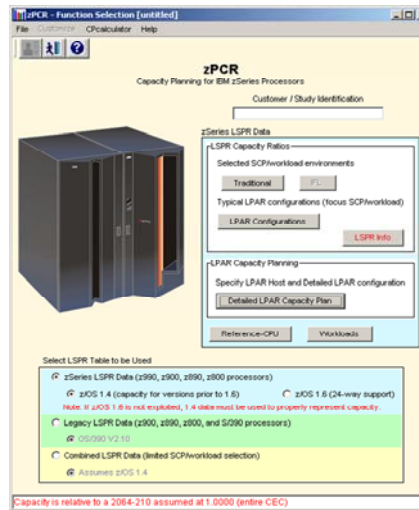 zPCR - Function Selection [untitled]
File Customize CPcalculator Help
zPCR
Capacity Planning for IBM zSeries Processors
Customer / Study Identification
zSeries LSPR Data
LSPR Capacity Ratios
Selected SCP/workload environments
Traditional IFL
Typical LPAR configurations (focus SCP/workload)
LPAR Configurations
LSPR Info
LPAR Capacity Planning
Specify LPAR Host and Detailed LPAR configuration
Detailed LPAR Capacity Plan
Reference-CPU Workloads
Select LSPR Table to be Used
zSeries LSPR Data (z990, z900, z890, z800 processors)
z/OS 1.4 (capacity for versions prior to 1.6) z/OS 1.6 (24-way support)
Note: If z/OS 1.6 is not exploited, 1.4 data must be used to properly represent capacity.
Legacy LSPR Data (z900, z890, z800, and S/390 processors)
OS/390 V2.10
Combined LSPR Data (limited SCP/workload selection)
Assumes z/OS 1.4
Capacity is relative to a 2064-210 assumed at 1.0000 (entire CEC)